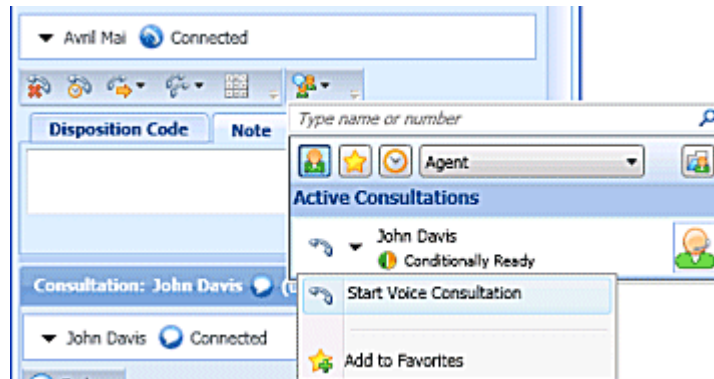 Avril Mai Connected
Type name or number
Disposition Code Note
Agent
Active Consultations
John Davis
Conditionally Ready
Consultation: John Davis
Start Voice Consultation
John Davis Connected
Add to Favorites